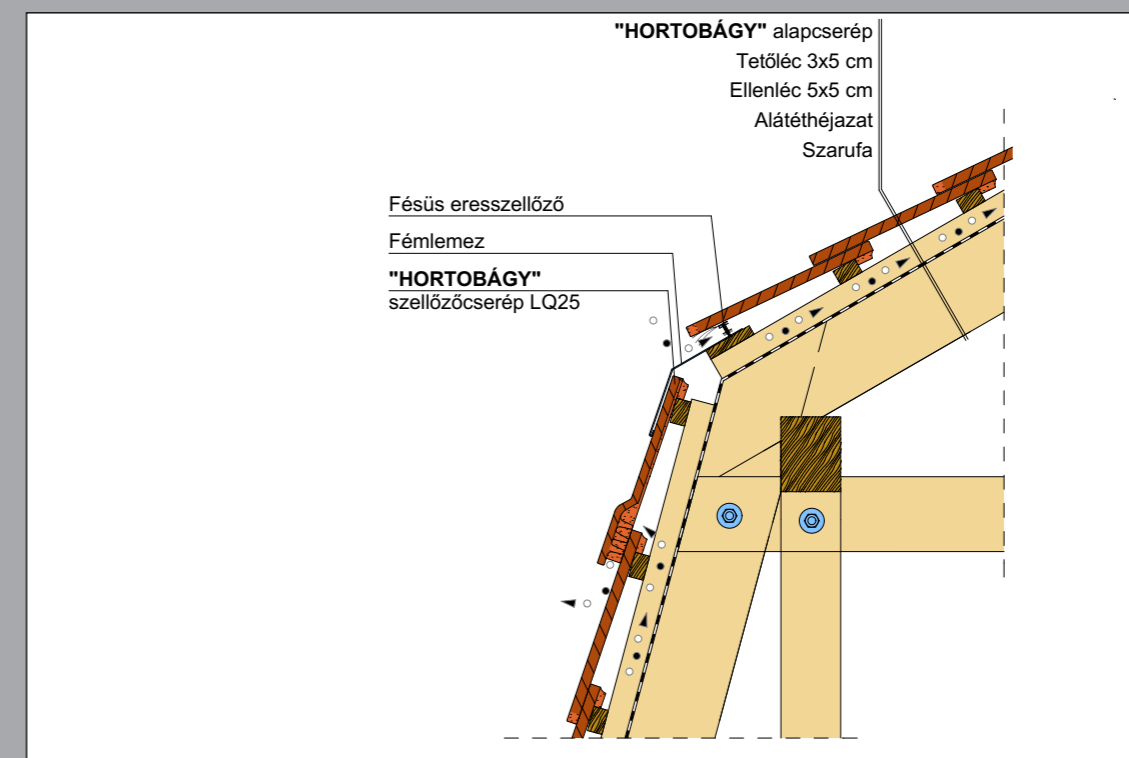 "HORTOBÁGY" alapcserép
Tetőléc 3x5 cm
Ellenléc 5x5 cm
Alátéthéjazat
Szarufa
Fésüs eresszellőző
Fémlemez
"HORTOBÁGY"
szellőzőcserép LQ25